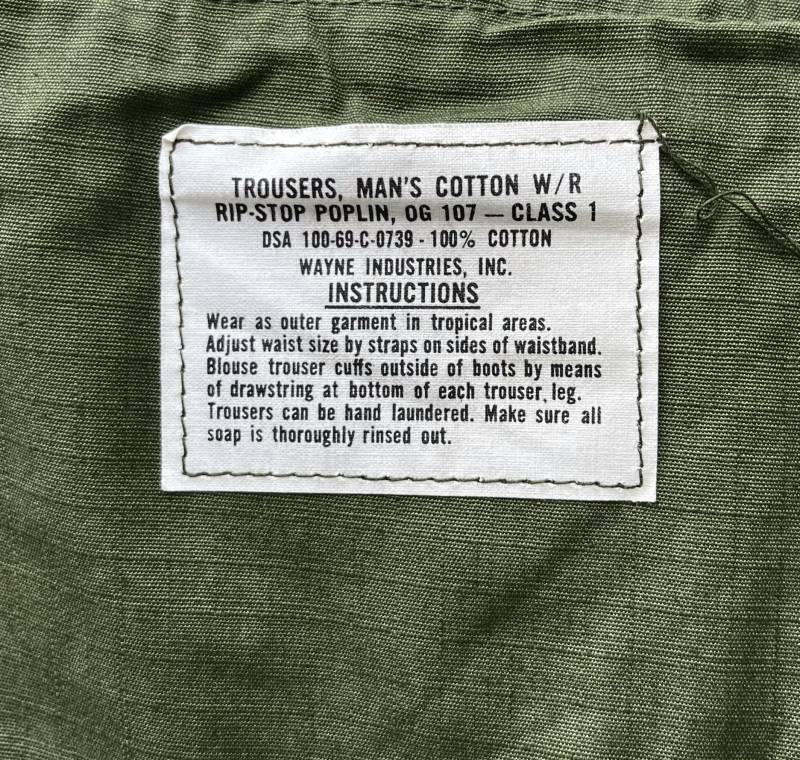 TROUSERS, MAN'S COTTON W/R
RIP-STOP POPLIN, OG 107 — CLASS 1
DSA 100-69-C-0739 - 100% COTTON
WAYNE INDUSTRIES, INC.
INSTRUCTIONS
Wear as outer garment in tropical areas.
Adjust waist size by straps on sides of waistband.
Blouse trouser cuffs outside of boots by means
of drawstring at bottom of each trouser, leg.
Trousers can be hand laundered. Make sure all
soap is thoroughly rinsed out.